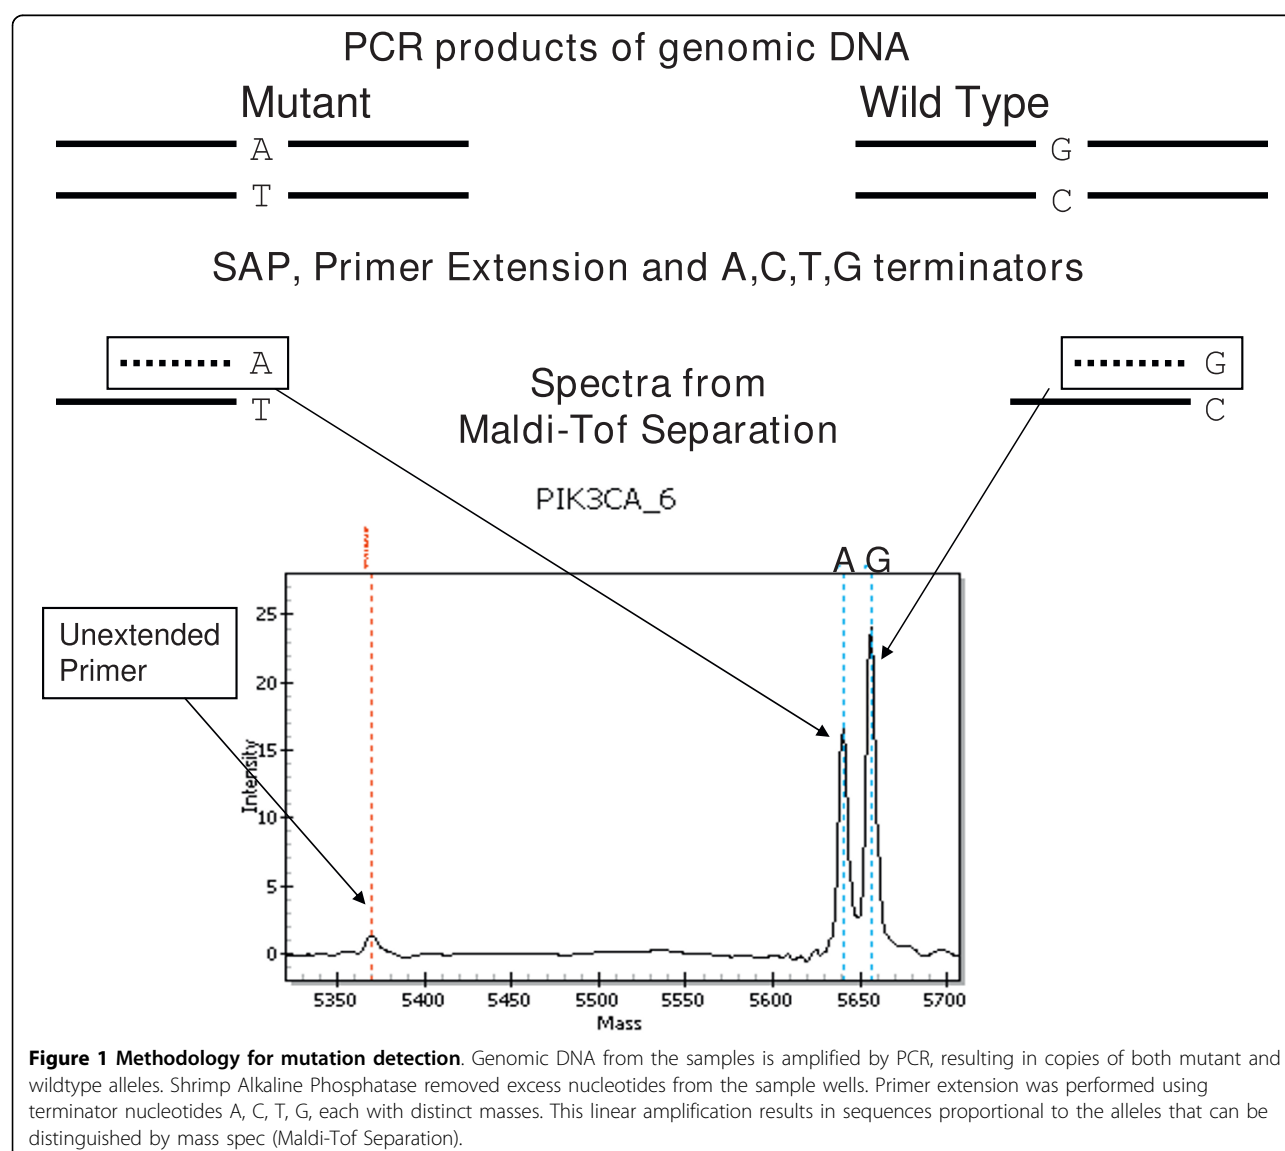 PCR products of genomic DNA
Mutant
Wild Type
A
G
T
C
SAP, Primer Extension and A,C,T,G terminators
A
G
T
C
Spectra from
Maldi-Tof Separation
PIK3CA_6
A G
Unextended
Primer
Intensity
25
20
15
10
5
0
5350 5400 5450 5500 5550 5600 5650 5700
Mass
Figure 1 Methodology for mutation detection. Genomic DNA from the samples is amplified by PCR, resulting in copies of both mutant and
wildtype alleles. Shrimp Alkaline Phosphatase removed excess nucleotides from the sample wells. Primer extension was performed using
terminator nucleotides A, C, T, G, each with distinct masses. This linear amplification results in sequences proportional to the alleles that can be
distinguished by mass spec (Maldi-Tof Separation).